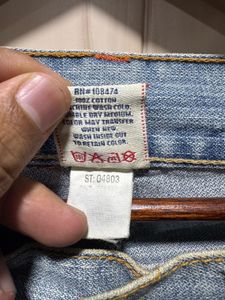 RN#108474
100% COTTON
MACHINE WASH COLD.
TUMBLE DRY MEDIUM.
COLOR MAY TRANSFER
WHEN NEW.
WASH INSIDE OUT
TO RETAIN COLOR.
ST: 04803